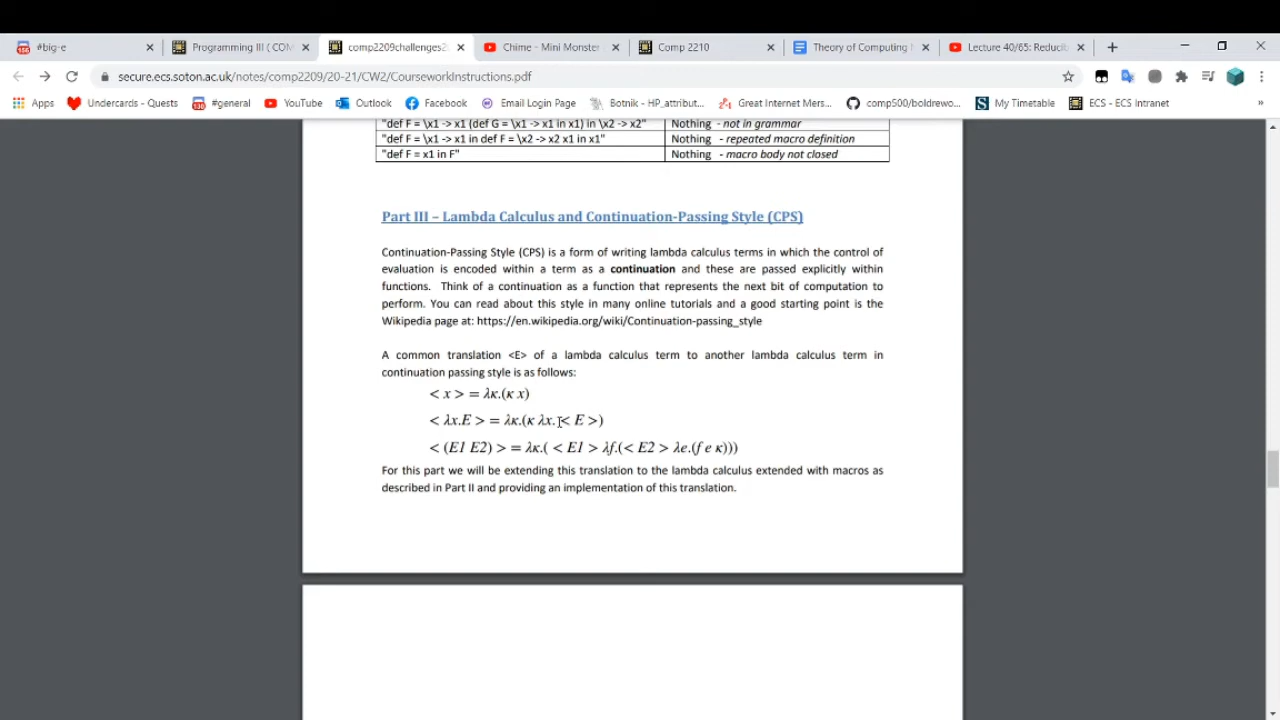 #big-e
Programming III ( COM
comp2209challenges2
Chime - Mini Monster
Comp 2210
Theory of Computing
Lecture 40/65: Reducib
secure.ecs.soton.ac.uk/notes/comp2209/20-21/CW2/CourseworkInstructions.pdf
Apps
Undercards - Quests
#general
YouTube
Outlook
Facebook
Email Login Page
Botnik - HP_attribut...
Great Internet Mers...
comp500/boldrewo...
My Timetable
ECS - ECS Intranet
»
"def F = \x1 -> x1 (def G = \x1 -> x1 in x1) in \x2 -> x2" Nothing - not in grammar
"def F = \x1 -> x1 in def F = \x2 -> x2 x1 in x1" Nothing - repeated macro definition
"def F = x1 in F" Nothing - macro body not closed
Part III – Lambda Calculus and Continuation-Passing Style (CPS)
Continuation-Passing Style (CPS) is a form of writing lambda calculus terms in which the control of
evaluation is encoded within a term as a continuation and these are passed explicitly within
functions. Think of a continuation as a function that represents the next bit of computation to
perform. You can read about this style in many online tutorials and a good starting point is the
Wikipedia page at: https://en.wikipedia.org/wiki/Continuation-passing_style
A common translation <E> of a lambda calculus term to another lambda calculus term in
continuation passing style is as follows:
< x > = λκ.(κ x)
< λx.E > = λκ.(κ λx. < E >)
< (E1 E2) > = λκ.( < E1 > λf.(< E2 > λe.(f e κ)))
For this part we will be extending this translation to the lambda calculus extended with macros as
described in Part II and providing an implementation of this translation.